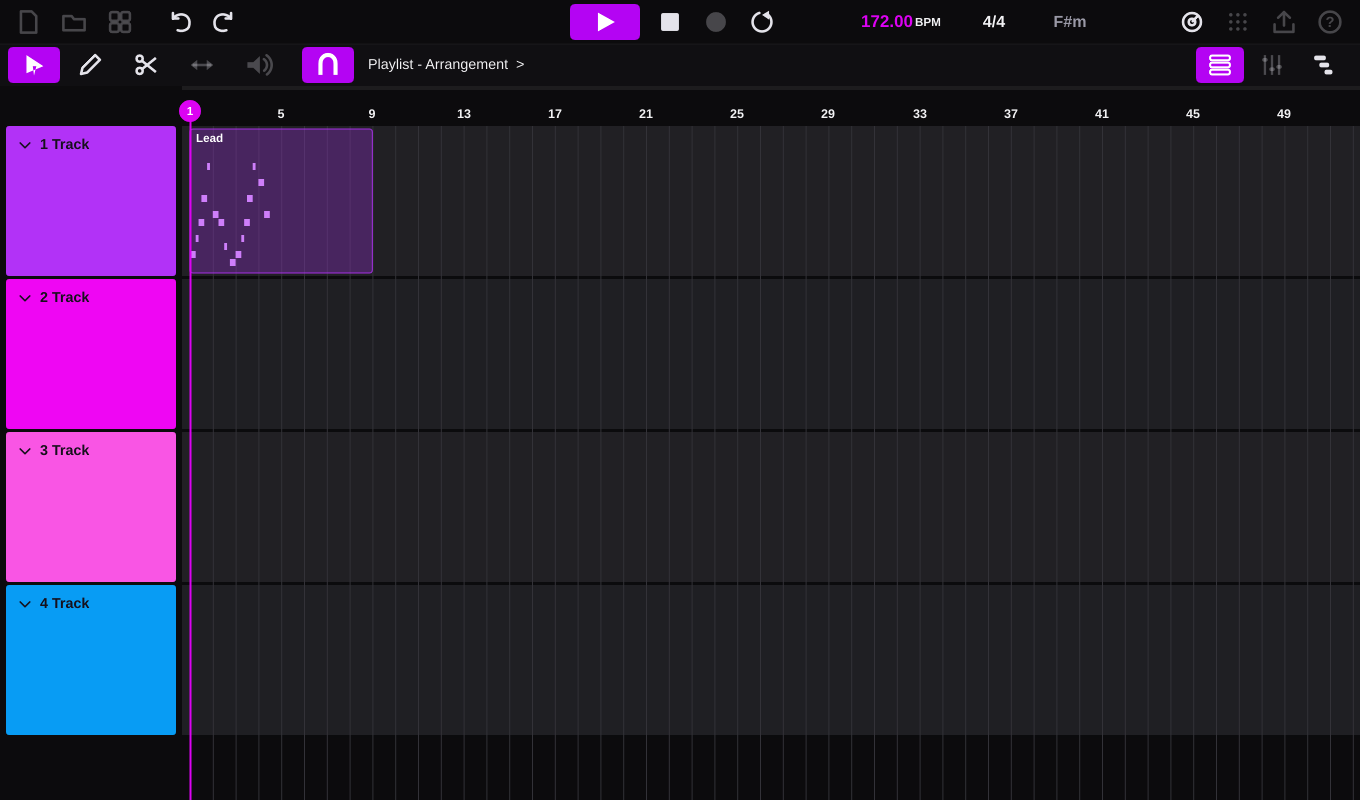 172.00 BPM 4/4 F#m ?
Playlist - Arrangement >
1 5 9 13 17 21 25 29 33 37 41 45 49
1 Track
Lead
2 Track
3 Track
4 Track